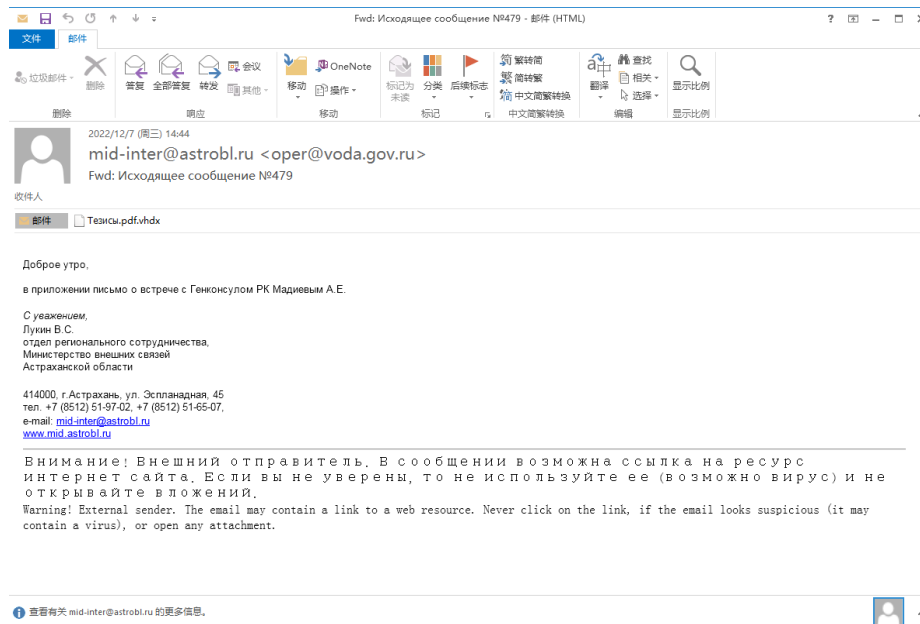 Fwd: Исходящее сообщение №479 - 邮件 (HTML)
文件 邮件
垃圾邮件
删除
答复 全部答复 转发
会议
其他
移动
OneNote
操作
标记为
未读
分类 后续标志
繁转简
简转繁
中文简繁转换
翻译
查找
相关
选择
显示比例
删除 响应 移动 标记 中文简繁转换 编辑 显示比例
2022/12/7 (周三) 14:44
mid-inter@astrobl.ru <oper@voda.gov.ru>
Fwd: Исходящее сообщение №479
收件人
邮件 Тезисы.pdf.vhdx
Доброе утро,
в приложении письмо о встрече с Генконсулом РК Мадиевым А.Е.
С уважением,
Лукин В.С.
отдел регионального сотрудничества,
Министерство внешних связей
Астраханской области
414000, г.Астрахань, ул. Эспланадная, 45
тел. +7 (8512) 51-97-02, +7 (8512) 51-65-07,
e-mail: mid-inter@astrobl.ru
www.mid.astrobl.ru
Внимание! Внешний отправитель. В сообщении возможна ссылка на ресурс
интернет сайта. Если вы не уверены, то не используйте ее (возможно вирус) и не
открывайте вложений.
Warning! External sender. The email may contain a link to a web resource. Never click on the link, if the email looks suspicious (it may
contain a virus), or open any attachment.
查看有关 mid-inter@astrobl.ru 的更多信息。